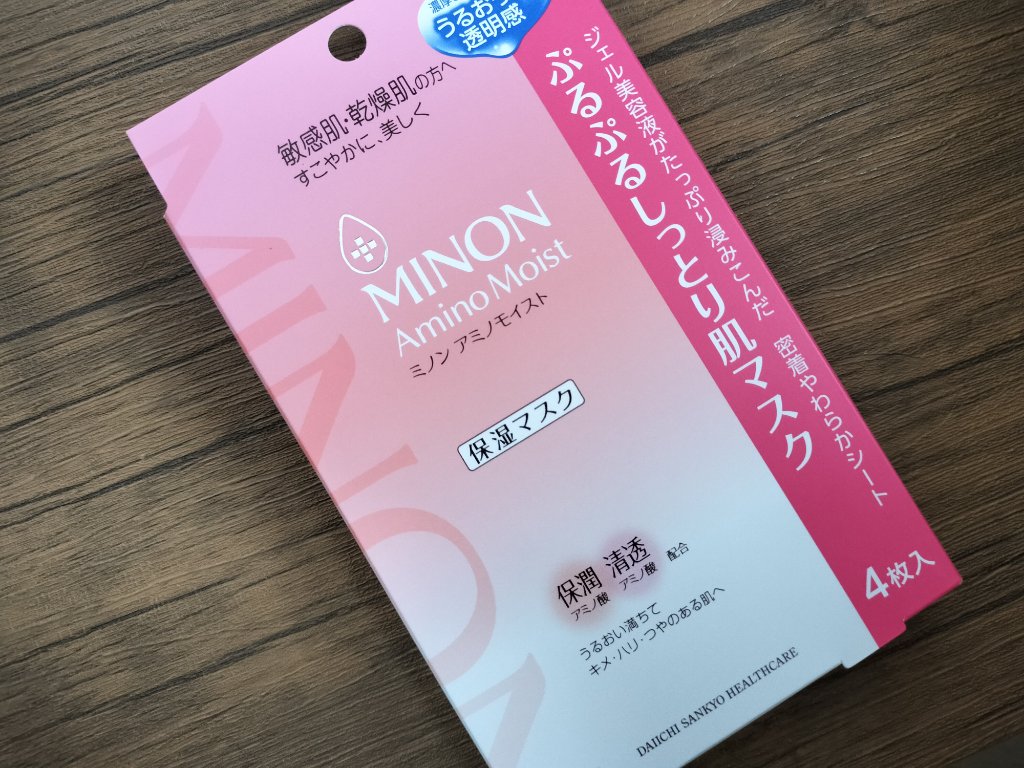 うるおっ
透明感
敏感肌・乾燥肌の方へ
すこやかに、美しく
MINON
Amino Moist
ミノン アミノモイスト
保湿マスク
保潤 清透 配合
アミノ酸 アミノ酸
うるおい満ちて
キメ・ハリ・つやのある肌へ
DAIICHI SANKYO HEALTHCARE
ジェル美容液がたっぷり浸みこんだ 密着やわらかシート
ぷるぷるしっとり肌マスク
4枚入
MINON